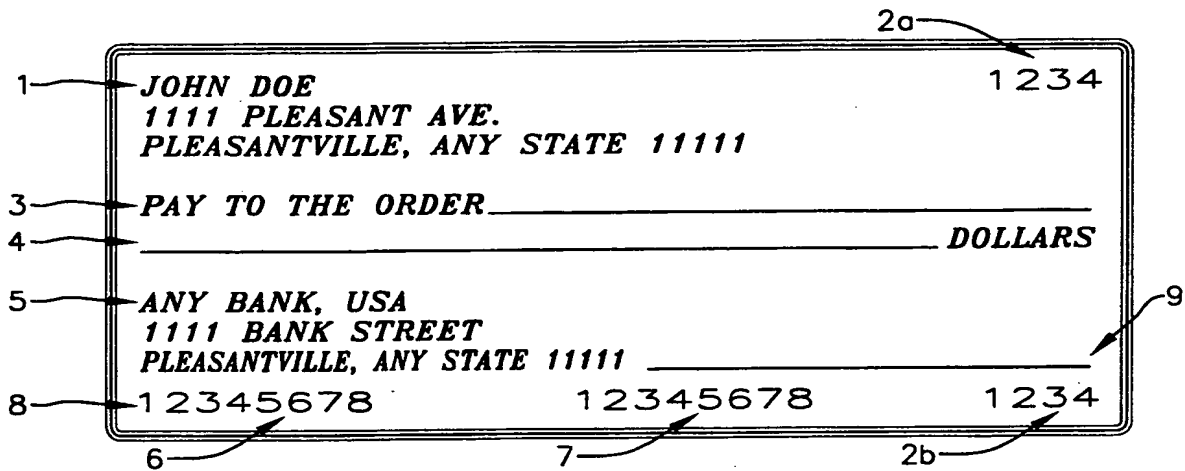 2a
1 JOHN DOE 1234
1111 PLEASANT AVE.
PLEASANTVILLE, ANY STATE 11111
3 PAY TO THE ORDER
4 DOLLARS
5 ANY BANK, USA 9
1111 BANK STREET
PLEASANTVILLE, ANY STATE 11111
8 12345678 12345678 1234
6 7 2b